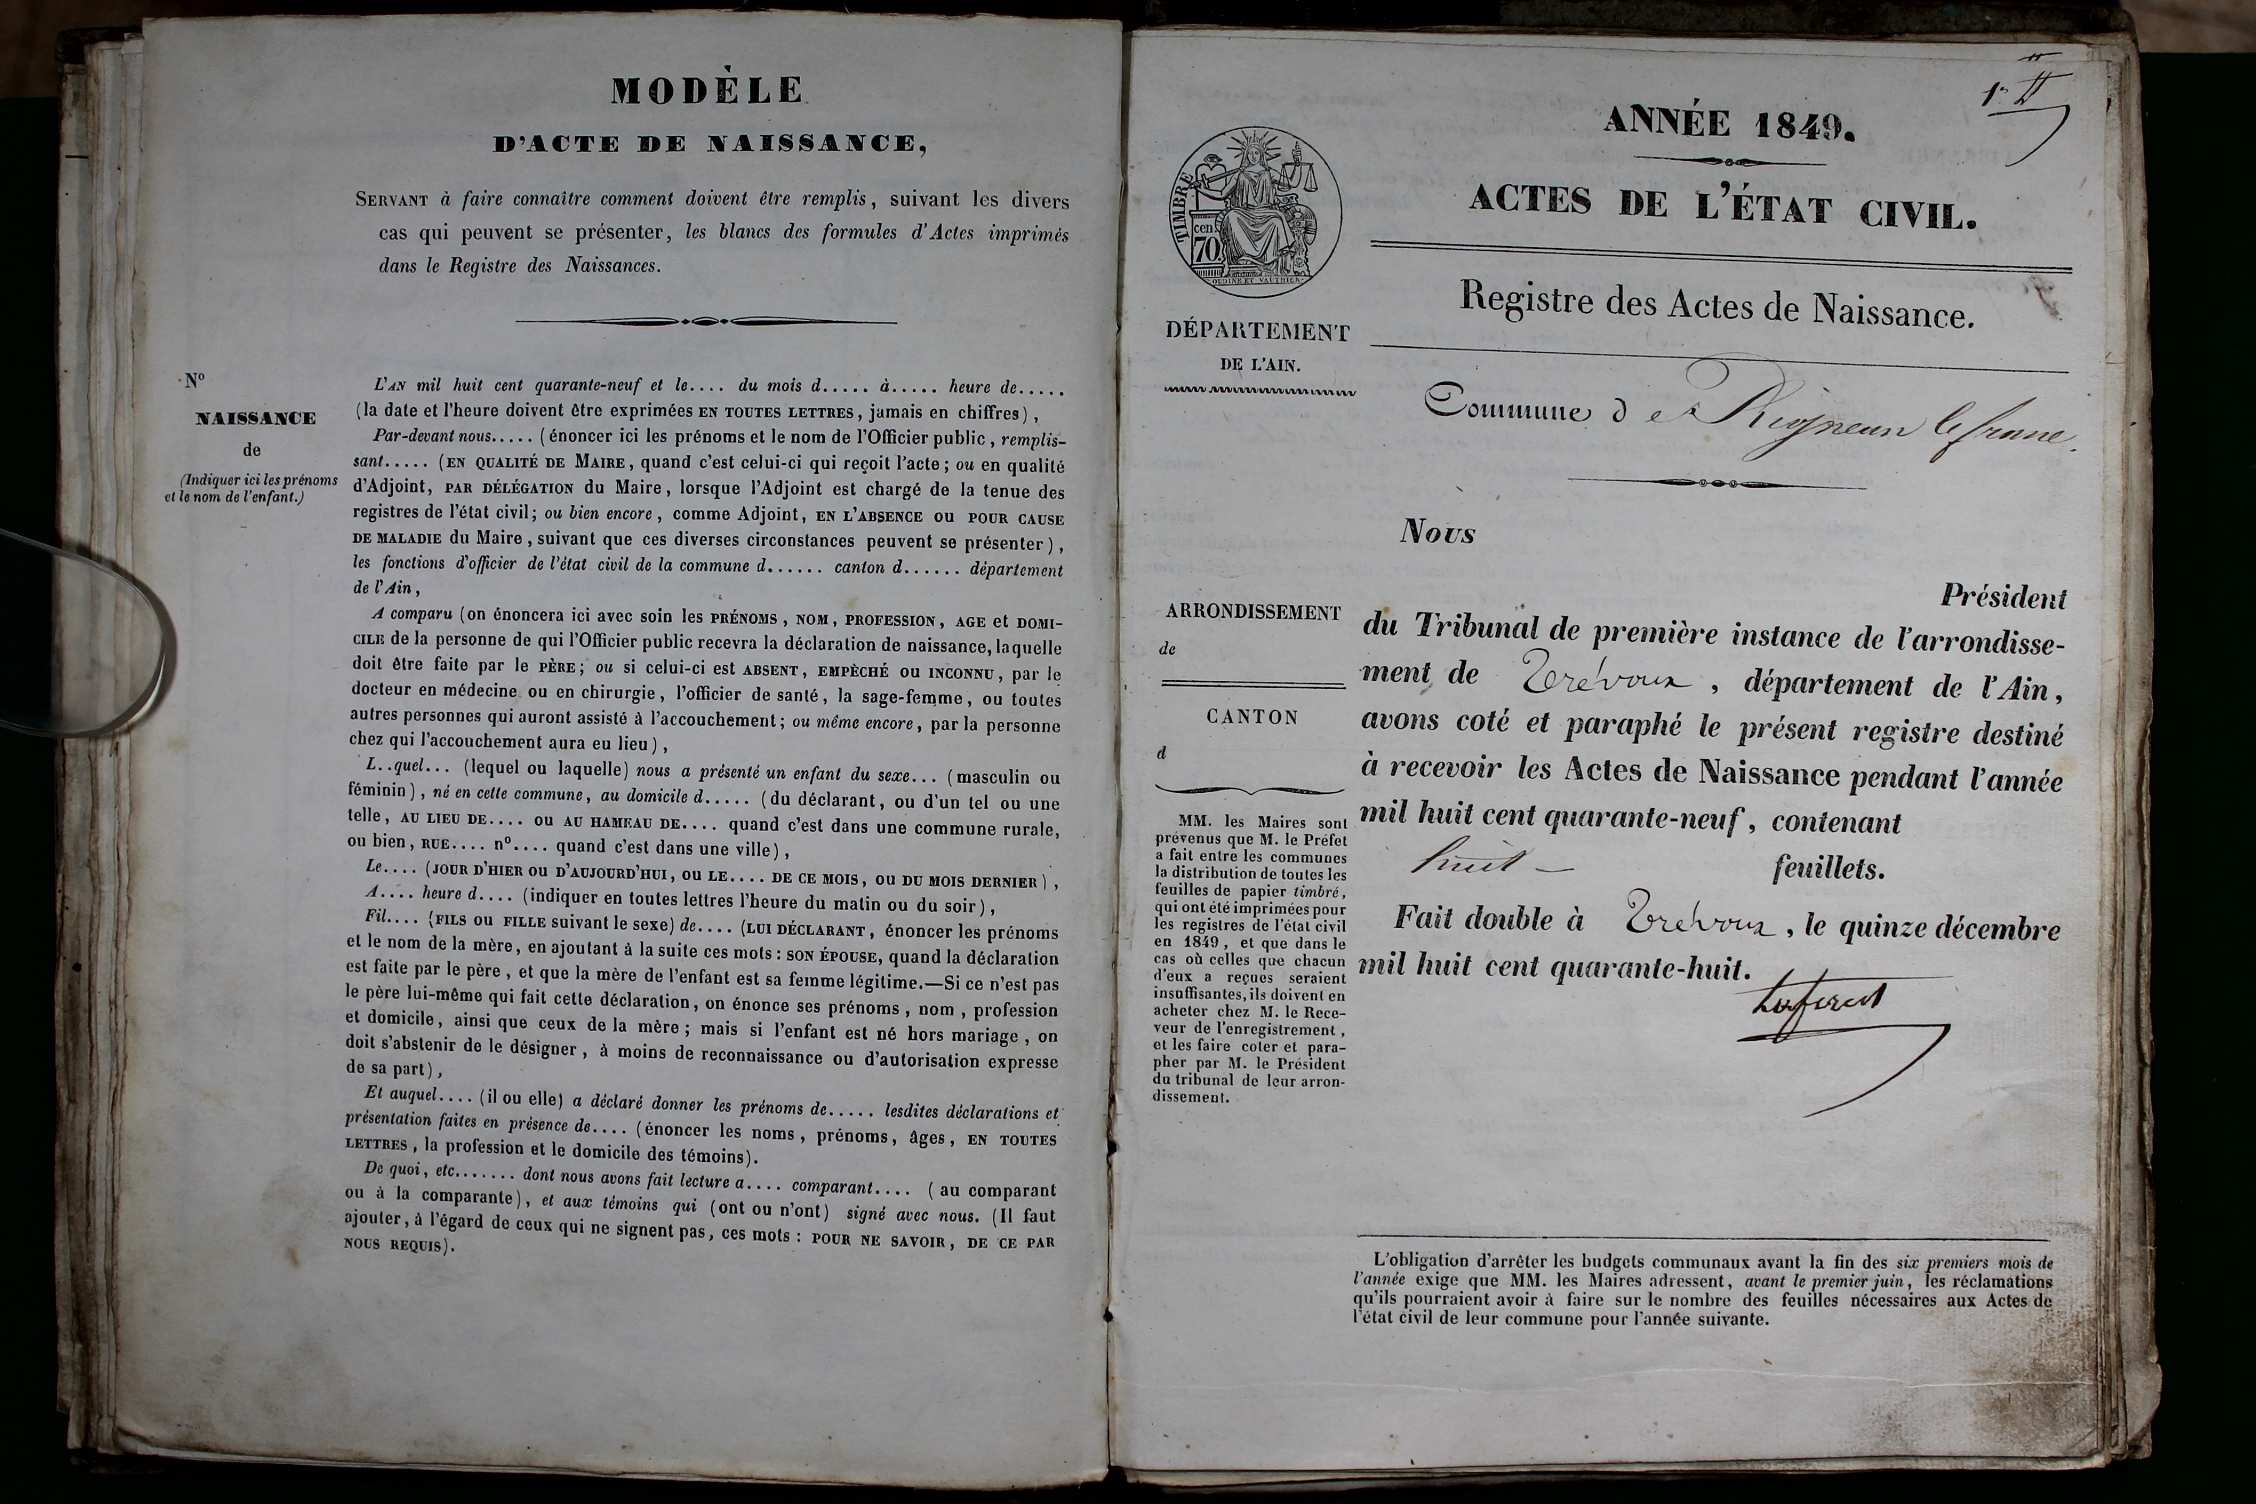 MODÈLE
D'ACTE DE NAISSANCE,
SERVANT à faire connaître comment doivent être remplis, suivant les divers
cas qui peuvent se présenter, les blancs des formules d'Actes imprimés
dans le Registre des Naissances.
No
NAISSANCE
de
(Indiquer ici les prénoms
et le nom de l'enfant.)
L'AN mil huit cent quarante-neuf et le.... du mois d..... à..... heure de.....
(la date et l'heure doivent être exprimées EN TOUTES LETTRES, jamais en chiffres),
Par-devant nous..... (énoncer ici les prénoms et le nom de l'Officier public, remplis-
sant..... (EN QUALITÉ DE MAIRE, quand c'est celui-ci qui reçoit l'acte; ou en qualité
d'Adjoint, PAR DÉLÉGATION du Maire, lorsque l'Adjoint est chargé de la tenue des
registres de l'état civil; ou bien encore, comme Adjoint, EN L'ABSENCE OU POUR CAUSE
DE MALADIE du Maire, suivant que ces diverses circonstances peuvent se présenter),
les fonctions d'officier de l'état civil de la commune d...... canton d...... département
de l'Ain,
A comparu (on énoncera ici avec soin les PRÉNOMS, NOM, PROFESSION, AGE et DOMI-
CILE de la personne de qui l'Officier public recevra la déclaration de naissance, laquelle
doit être faite par le PÈRE; ou si celui-ci est ABSENT, EMPÈCHÉ OU INCONNU, par le
docteur en médecine ou en chirurgie, l'officier de santé, la sage-femme, ou toutes
autres personnes qui auront assisté à l'accouchement; ou même encore, par la personne
chez qui l'accouchement aura eu lieu),
L..quel... (lequel ou laquelle) nous a présenté un enfant du sexe... (masculin ou
féminin), né en cette commune, au domicile d..... (du déclarant, ou d'un tel ou une
telle, AU LIEU DE.... OU AU HAMEAU DE.... quand c'est dans une commune rurale,
ou bien, RUE.... no.... quand c'est dans une ville),
Le.... (JOUR D'HIER OU D'AUJOURD'HUI, OU LE.... DE CE MOIS, OU DU MOIS DERNIER),
A.... heure d.... (indiquer en toutes lettres l'heure du matin ou du soir),
Fil.... (FILS OU FILLE suivant le sexe) de.... (LUI DÉCLARANT, énoncer les prénoms
et le nom de la mère, en ajoutant à la suite ces mots: SON ÉPOUSE, quand la déclaration
est faite par le père, et que la mère de l'enfant est sa femme légitime.—Si ce n'est pas
le père lui-même qui fait cette déclaration, on énonce ses prénoms, nom, profession
et domicile, ainsi que ceux de la mère; mais si l'enfant est né hors mariage, on
doit s'abstenir de le désigner, à moins de reconnaissance ou d'autorisation expresse
de sa part),
Et auquel.... (il ou elle) a déclaré donner les prénoms de..... lesdites déclarations et
présentation faites en présence de.... (énoncer les noms, prénoms, âges, EN TOUTES
LETTRES, la profession et le domicile des témoins).
De quoi, etc....... dont nous avons fait lecture a.... comparant.... (au comparant
ou à la comparante), et aux témoins qui (ont ou n'ont) signé avec nous. (Il faut
ajouter, à l'égard de ceux qui ne signent pas, ces mots: POUR NE SAVOIR, DE CE PAR
NOUS REQUIS).
ANNÉE 1849.
ACTES DE L'ÉTAT CIVIL.
TIMBRE
cen.
70
OUDINE ET VAUTHIER
Registre des Actes de Naissance.
DÉPARTEMENT
DE L'AIN.
Commune de Rigneux le franc.
Nous
Président
du Tribunal de première instance de l'arrondisse-
ment de Trévoux, département de l'Ain,
avons coté et paraphé le présent registre destiné
à recevoir les Actes de Naissance pendant l'année
mil huit cent quarante-neuf, contenant
huit feuillets.
Fait double à Trévoux, le quinze décembre
mil huit cent quarante-huit.
ARRONDISSEMENT
de
CANTON
d
MM. les Maires sont
prévenus que M. le Préfet
a fait entre les communes
la distribution de toutes les
feuilles de papier timbré,
qui ont été imprimées pour
les registres de l'état civil
en 1849, et que dans le
cas où celles que chacun
d'eux a reçues seraient
insuffisantes, ils doivent en
acheter chez M. le Rece-
veur de l'enregistrement,
et les faire coter et para-
pher par M. le Président
du tribunal de leur arron-
dissement.
L'obligation d'arrêter les budgets communaux avant la fin des six premiers mois de
l'année exige que MM. les Maires adressent, avant le premier juin, les réclamations
qu'ils pourraient avoir à faire sur le nombre des feuilles nécessaires aux Actes de
l'état civil de leur commune pour l'année suivante.